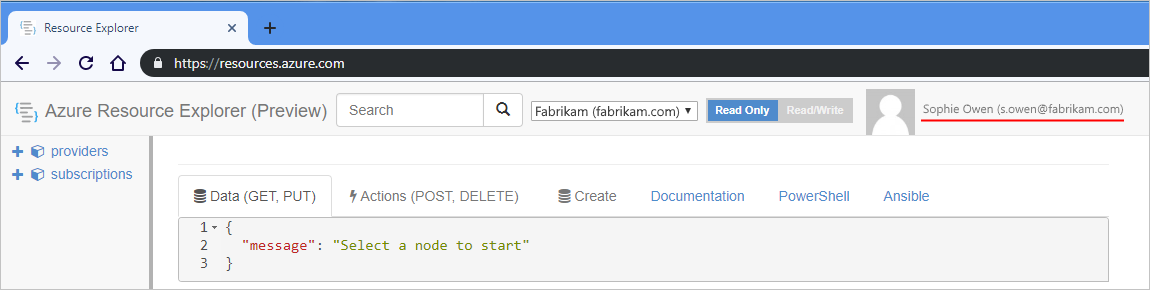 Resource Explorer
https://resources.azure.com
Azure Resource Explorer (Preview) Search Fabrikam (fabrikam.com) Read Only Read/Write Sophie Owen (s.owen@fabrikam.com)
providers
subscriptions
Data (GET, PUT) Actions (POST, DELETE) Create Documentation PowerShell Ansible
1 {
2 "message": "Select a node to start"
3 }